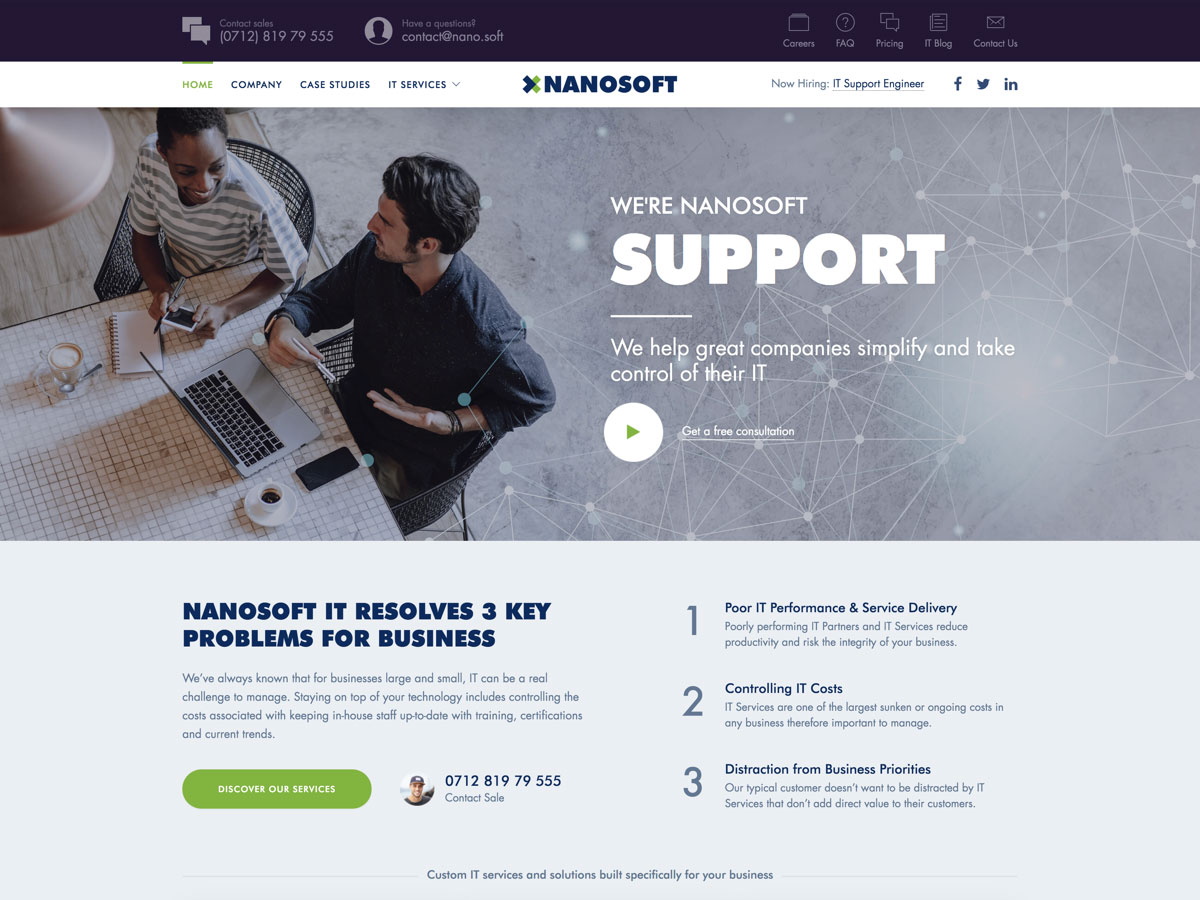 Contact sales
(0712) 819 79 555
Have a questions?
contact@nano.soft
Careers
FAQ
Pricing
IT Blog
Contact Us
HOME
COMPANY
CASE STUDIES
IT SERVICES
NANOSOFT
Now Hiring: IT Support Engineer
WE'RE NANOSOFT
SUPPORT
We help great companies simplify and take
control of their IT
Get a free consultation
NANOSOFT IT RESOLVES 3 KEY
PROBLEMS FOR BUSINESS
We’ve always known that for businesses large and small, IT can be a real
challenge to manage. Staying on top of your technology includes controlling the
costs associated with keeping in-house staff up-to-date with training, certifications
and current trends.
DISCOVER OUR SERVICES
0712 819 79 555
Contact Sale
1
Poor IT Performance & Service Delivery
Poorly performing IT Partners and IT Services reduce
productivity and risk the integrity of your business.
2
Controlling IT Costs
IT Services are one of the largest sunken or ongoing costs in
any business therefore important to manage.
3
Distraction from Business Priorities
Our typical customer doesn’t want to be distracted by IT
Services that don’t add direct value to their customers.
Custom IT services and solutions built specifically for your business